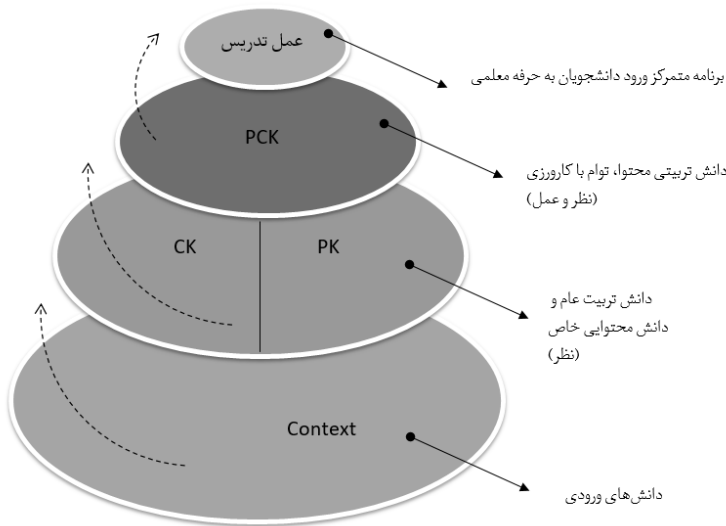 عمل تدریس
برنامه متمرکز ورود دانشجویان به حرفه معلمی
PCK
دانش تربیتی محتوا، توام با کارورزی
(نظر و عمل)
CK
PK
دانش تربیت عام و
دانش محتوایی خاص
(نظر)
Context
دانش‌های ورودی